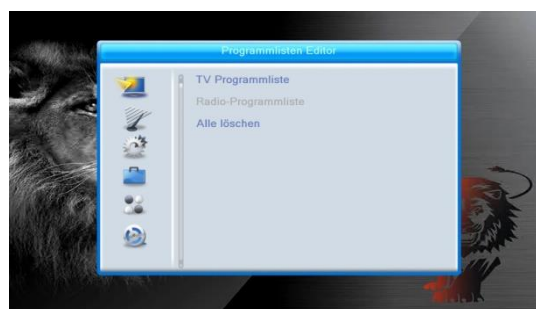 Programmlisten Editor
TV Programmliste
Radio-Programmliste
Alle löschen